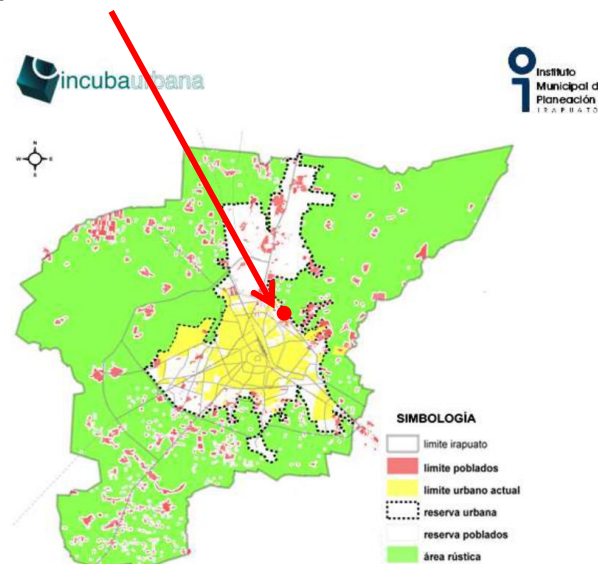 incubaurbana
Instituto
Municipal d
Planeación
IRAPUATO
N
W E
S
SIMBOLOGÍA
limite irapuato
limite poblados
limite urbano actual
reserva urbana
reserva poblados
área rústica